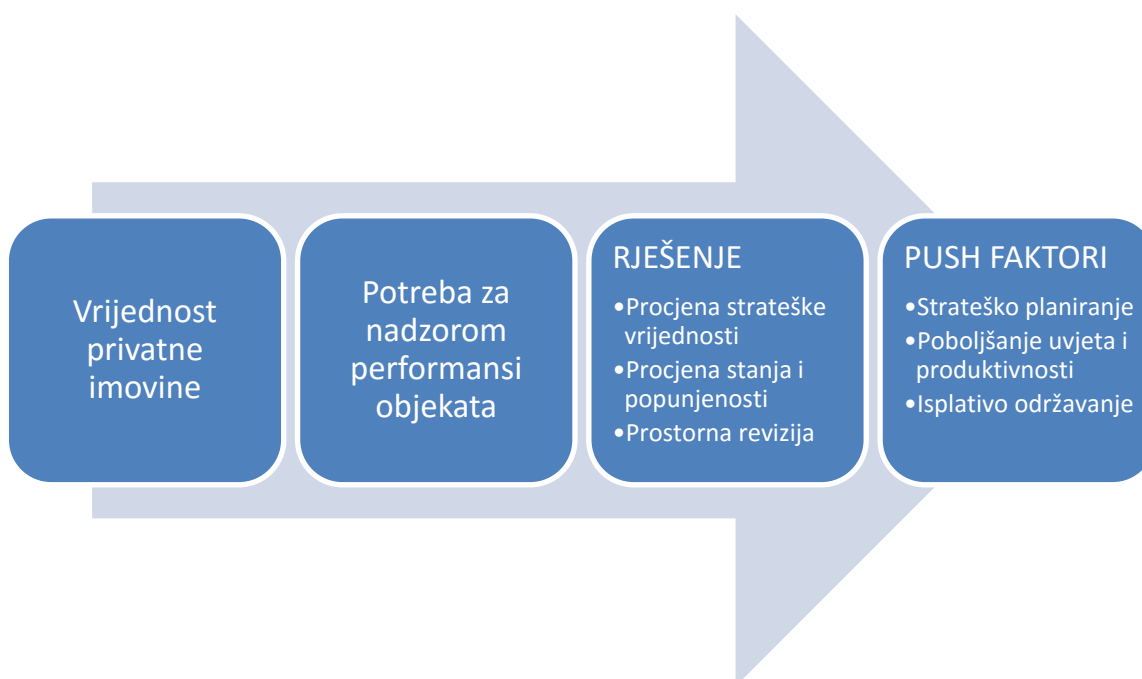 Vrijednost
privatne
imovine
Potreba za
nadzorom
performansi
objekata
RJEŠENJE
•Procjena strateške
vrijednosti
•Procjena stanja i
popunjenosti
•Prostorna revizija
PUSH FAKTORI
•Strateško planiranje
•Poboljšanje uvjeta i
produktivnosti
•Isplativo održavanje